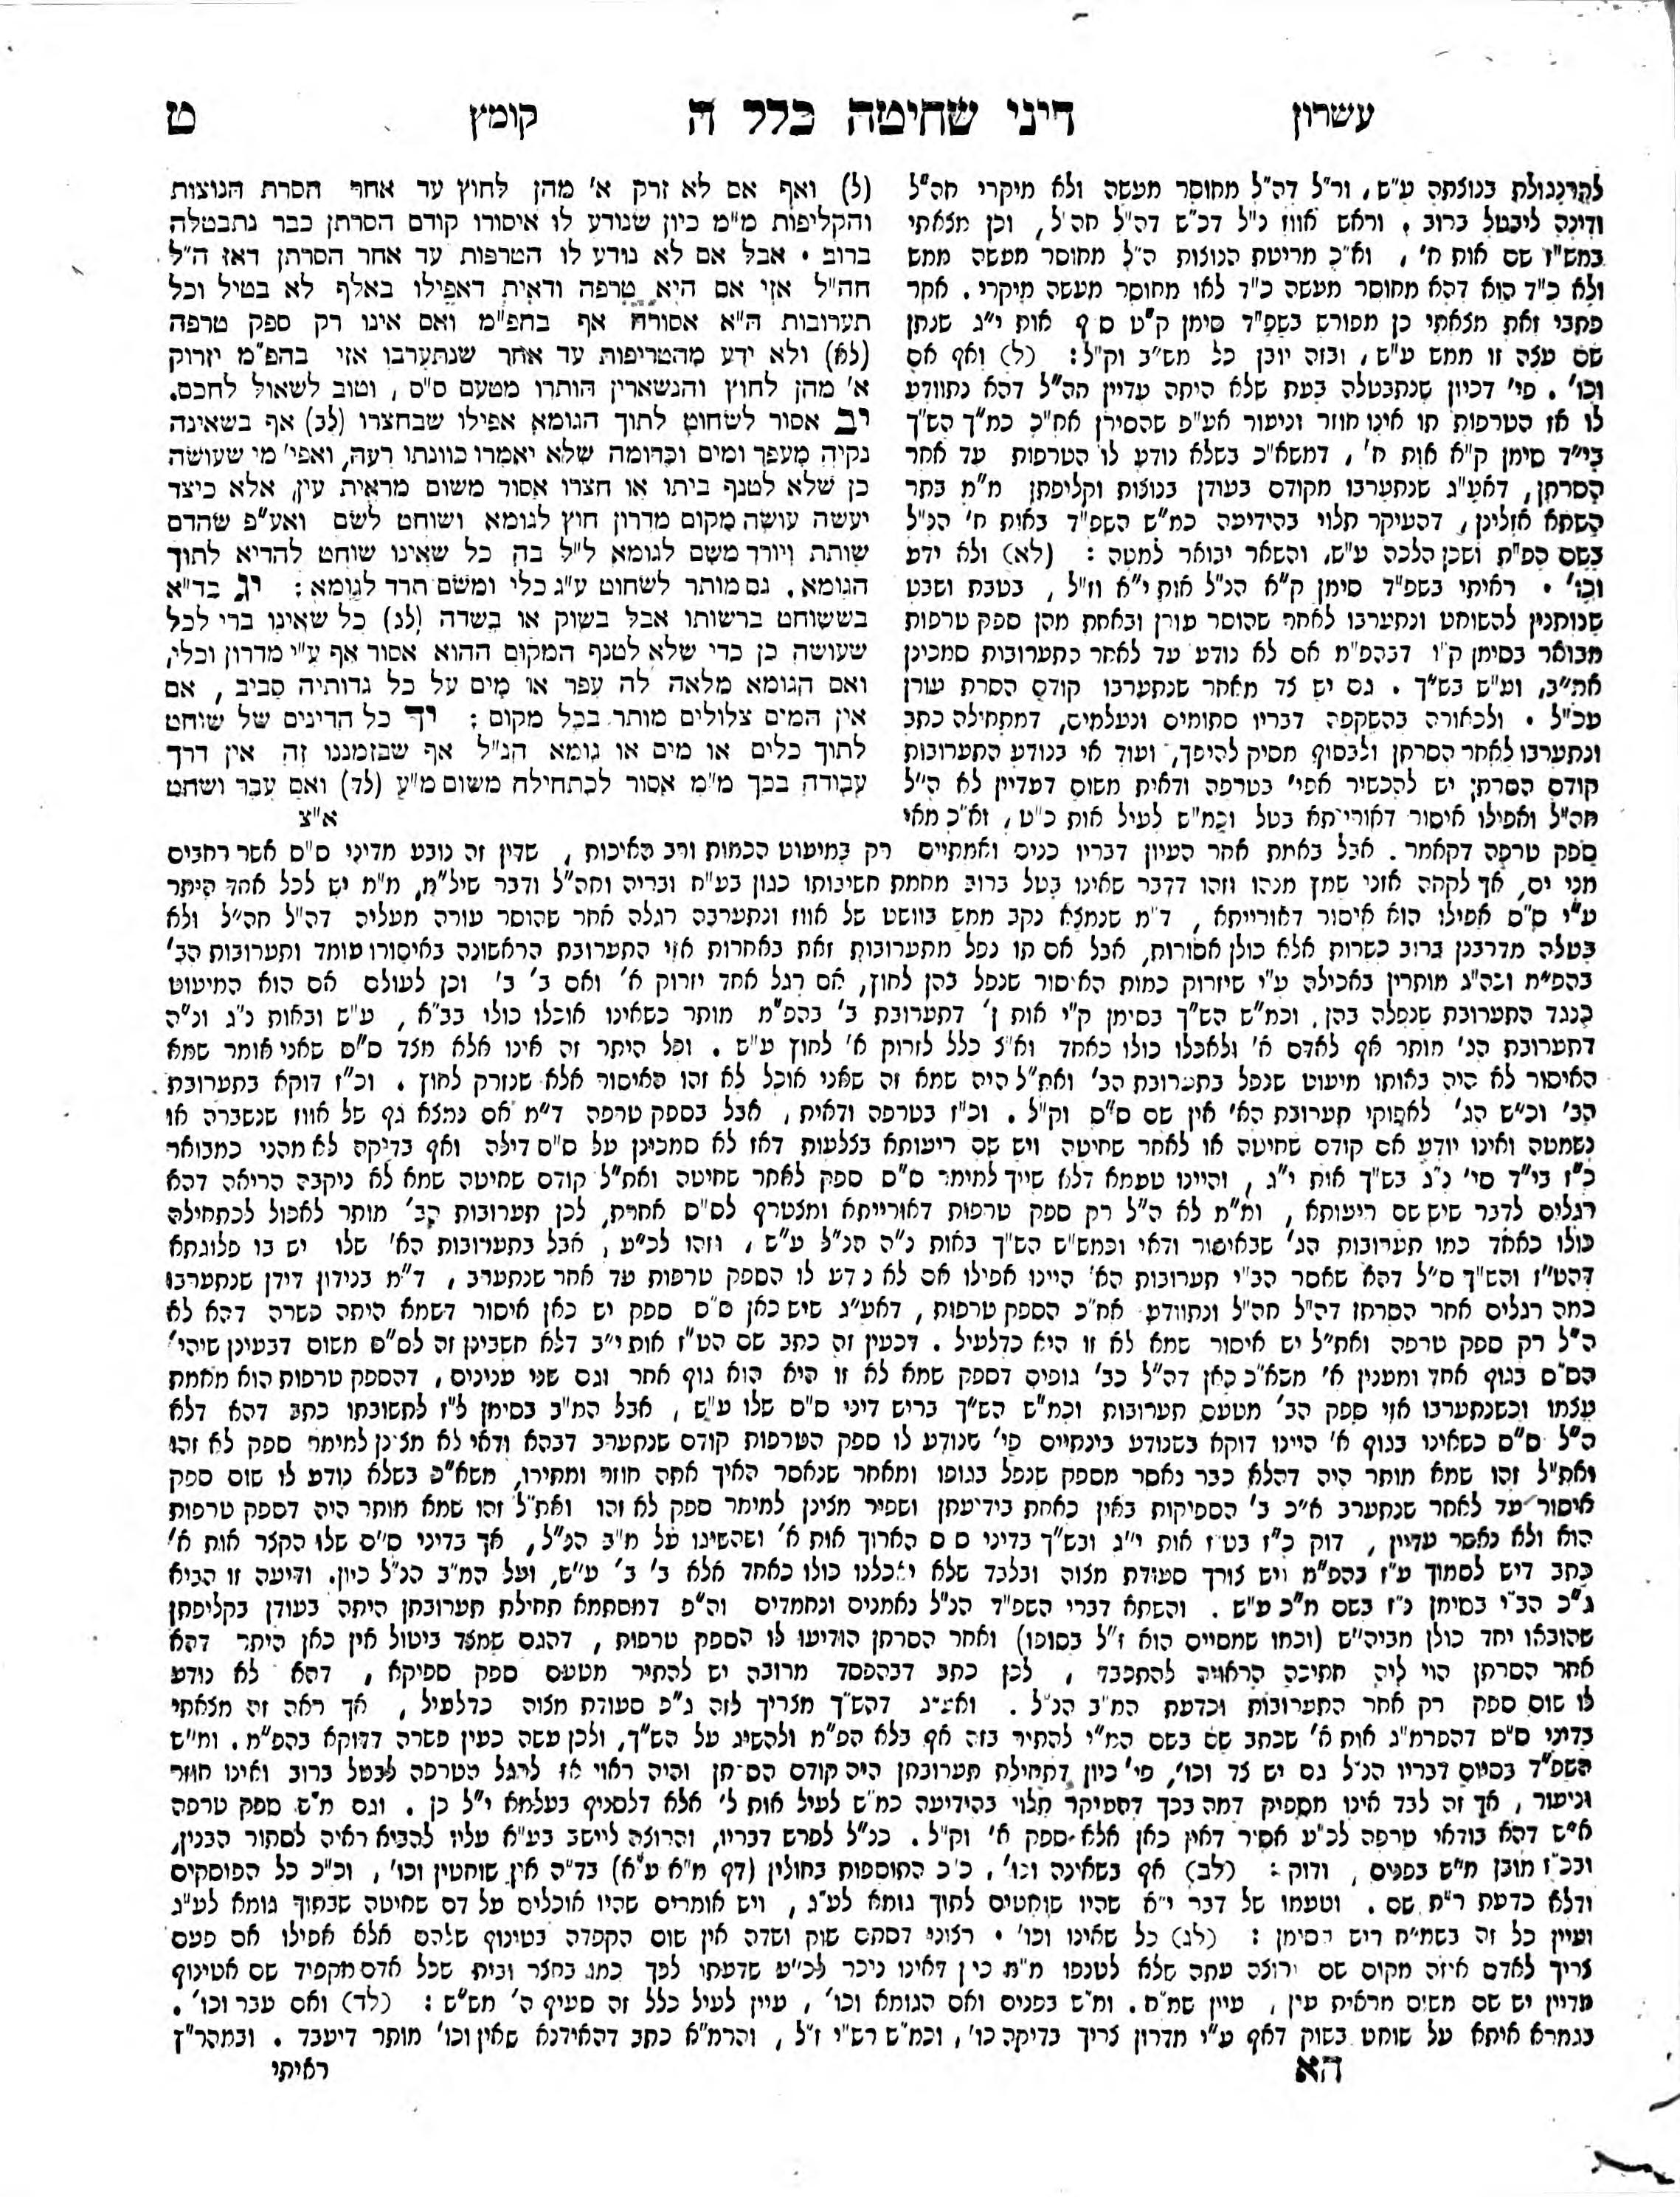 עשרון דיני שחיטה כלל ה קומץ ט
להרנגולת בנוצתה ע"ש, ור"ל דה"ל מחוסר מעשה ולא מיקרי חה"ל
ודינה ליבטל ברוב. וראש אווז נ"ל דכ"ש דה"ל חה"ל, וכן מצאתי
במש"ז שם אות ח', וא"כ מריטת הנוצות ה"ל מחוסר מעשה ממש
ולא כ"ד הוא דהא מחוסר מעשה כ"ד לאו מחוסר מעשה מיקרי. אחר
כתבי זאת מצאתי כן מפורש בשפ"ד סימן ק"ט ס ף אות י"ג שנתן
שם עצה זו ממש ע"ש, ובזה יובן כל מש"ב וק"ל: (ל) ואף אם
וכו'. פי' דכיון שנתבטלה בעת שלא היתה עדיין חה"ל דהא נתוודע
לו אז הטרפות תו אינו חוזר וניעור אע"פ שהסירן אח"כ כמ"ך הש"ך
בי"ד סימן ק"א אות ח', דמשא"כ בשלא נודע לו הטרפות עד אחר
הסרתן, דאע"ג שנתערבו מקודם בעודן בנוצות וקליפתן מ"מ בתר
השתא אזלינן, דהעיקר תלוי בהידיעה כמ"ש השפ"ד באות ח' הנ"ל
בשם הפ"ת ושכן הלכה ע"ש, והשאר יבואר למטה: (לא) ולא ידע
וכו'. ראיתי בשפ"ד סימן ק"א הנ"ל אות י"א וז"ל, בטבת ושבט
שנותנין להשוחט ונתערבו לאחר שהוסר עורן ובאחת מהן ספק טרפות
מבואר בסימן ק"ו דבהפ"מ אם לא נודע עד לאחר התערובות סמכינן
את"ב, וע"ש בש"ך. גם יש צד מאחר שנתערבו קודם הסרת עורן
עכ"ל. ולכאורה בהשקפה דבריו סתומים ונעלמים, דמתחילה כתב
ונתערבו לאחר הסרתן ולבסוף מסיק להיפך, ועוד אי בנודע התערובות
קודם הסרתן יש להכשיר אפי' בטרפה ודאית משום דעדיין לא ה"ל
חה"ל ואפילו איסור דאורייתא בטל וכמ"ש לעיל אות כ"ט, וא"כ מאי
(ל) ואף אם לא זרק א' מהן לחוץ עד אחר הסרת הנוצות
והקליפות מ"מ כיון שנודע לו איסורו קודם הסרתן כבר נתבטלה
ברוב. אבל אם לא נודע לו הטרפות עד אחר הסרתן דאז ה"ל
חה"ל אזי אם היא טרפה ודאית דאפילו באלף לא בטיל וכל
תערובות ה"א אסורה אף בהפ"מ ואם אינו רק ספק טרפה
(לא) ולא ידע מהטריפות עד אחר שנתערבו אזי בהפ"מ יזרוק
א' מהן לחוץ והנשארין הותרו מטעם ס"ס, וטוב לשאול לחכם.
יב אסור לשחוט לתוך הגומא אפילו שבחצרו (לב) אף בשאינה
נקיה מעפר ומים וכדומה שלא יאמרו כוונתו רעה, ואפי' מי שעושה
כן שלא לטנף ביתו או חצרו אסור משום מראית עין, אלא כיצד
יעשה עושה מקום מדרון חוץ לגומא ושוחט לשם ואע"פ שהדם
שותת ויורד משם לגומא ל"ל בה כל שאינו שוחט להדיא לתוך
הגומא. גם מותר לשחוט ע"ג כלי ומשם תרד לגומא: יג בד"א
בששוחט ברשותו אבל בשוק או בשדה (לג) כל שאינו ברי לכל
שעושה כן כדי שלא לטנף המקום ההוא אסור אף ע"י מדרון וכלי,
ואם הגומא מלאה לה עפר או מים על כל גדותיה סביב, אם
אין המים צלולים מותר בכל מקום: יד כל הדינים של שוחט
לתוך כלים או מים או גומא הנ"ל אף שבזמננו זה אין דרך
עבודה בכך מ"מ אסור לכתחילה משום מ"ע (לד) ואם עבר ושחט
א"צ
ספק טרפה דקאמר. אבל באמת אחר העיון דבריו כנים ואמתיים רק במיעוט הכמות ורב האיכות, שדין זה נובע מדיני ס"ס אשר רחבים
מני ים, אך לקחה אזני שמץ מנהו וזהו דדבר שאינו בטל ברוב מחמת חשיבותו כגון בע"ח ובריה וחה"ל ודבר שיל"מ, מ"מ יש לכל אחד היתר
ע"י ס"ס אפילו הוא איסור דאורייתא, ד"מ שנמצא נקב ממש בוושט של אווז ונתערבה רגלה אחר שהוסר עורה מעליה דה"ל חה"ל ולא
בטלה מדרבנן ברוב כשרות אלא כולן אסורות, אבל אם תו נפל מתערובות זאת באחרות אזי התערובת הראשונה באיסורו עומד ותערובות הב'
בהפ"מ ובה"ג מותרין באכילה ע"י שיזרוק כמות האיסור שנפל בהן לחוץ, אם רגל אחד יזרוק א' ואם ב' ב' וכן לעולם אם הוא המיעוט
כנגד התערובת שנפלה בהן, וכמ"ש הש"ך בסימן ק"י אות ן' דתערובת ב' בהפ"מ מותר כשאינו אוכלו כולו בב"א, ע"ש ובאות נ"ג ונ"ה
דתערובת הג' מותר אף לאדם א' ולאכלו כולו כאחד וא"צ כלל לזרוק א' לחוץ ע"ש. וכל היתר זה אינו אלא מצד ס"ס שאני אומר שמא
האיסור לא היה באותו מיעוט שנפל בתערובת הב' ואת"ל היה שמא זה שאני אוכל לא זהו האיסור אלא שנזרק לחוץ. וכ"ז דוקא בתערובת
הב' וכ"ש הג' לאפוקי תערובת הא' אין שם ס"ס וק"ל. וכ"ז בטרפה ודאית, אבל בספק טרפה ד"מ אם נמצא גף של אווז שנשברה או
נשמטה ואינו יודע אם קודם שחיטה או לאחר שחיטה ויש שם ריעותא בצלעות דאז לא סמכינן על ס"ס דילה ואף בדיקה לא מהני כמבואר
כ"ז בי"ד סי' נ"ג בש"ך אות י"ג, והיינו טעמא דלא שייך למימר ס"ס ספק לאחר שחיטה ואת"ל קודם שחיטה שמא לא ניקבה הריאה דהא
רגלים לדבר שיש שם ריעותא, ומ"מ לא ה"ל רק ספק טרפות דאורייתא ומצטרף לס"ס אחרת, לכן תערובות הב' מותר לאכול לכתחילה
כולו כאחד כמו תערובות הג' שבאיסור ודאי וכמש"ש הש"ך באות נ"ה הנ"ל ע"ש, וזהו לכ"ע, אבל בתערובות הא' שלו יש בו פלוגתא
דהט"ז והש"ך ס"ל דהא שאסר הב"י תערובות הא' היינו אפילו אם לא נדע לו הספק טרפות עד אחר שנתערב, ד"מ בנידון דידן שנתערבו
כמה רגלים אחר הסרתן דה"ל חה"ל ונתוודע אח"כ הספק טרפות, דאע"ג שיש כאן ס"ס ספק יש כאן איסור דשמא היתה כשרה דהא לא
ה"ל רק ספק טרפה ואת"ל יש איסור שמא לא זו היא כדלעיל. דכעין זה כתב שם הט"ז אות י"ב דלא חשבינן זה לס"ס משום דבעינן שיהי'
הס"ס בגוף אחד ומענין א' משא"כ כאן דה"ל כב' גופים דספק שמא לא זו היא הוא גוף אחר וגם שני ענינים, דהספק טרפות הוא מאמת
עצמו וכשנתערבו אזי ספק הב' מטעם תערובות וכמ"ש הש"ך בריש דיני ס"ס שלו ע"ש, אבל המ"ב בסימן ל"ז לתשובתו כתב דהא דלא
ה"ל ס"ס כשאינו בגוף א' היינו דוקא בשנודע בינתיים פי' שנודע לו ספק הטרפות קודם שנתערב דבהא ודאי לא מצינן למימר ספק לא זהו
ואת"ל זהו שמא מותר היה דהלא כבר נאסר מספק שנפל בגופו ומאחר שנאסר האיך אתה חוזר ומתירו, משא"כ בשלא נודע לו שום ספק
איסור עד לאחר שנתערב א"כ ב' הספיקות באין כאחת בידיעתן ושפיר מצינן למימר ספק לא זהו ואת"ל זהו שמא מותר היה דספק טרפות
הוא ולא נאסר עדיין, דוק כ"ז בט"ז אות י"ג ובש"ך בדיני ס ס הארוך אות א' ושהשיגו על מ"ב הנ"ל, אך בדיני ס"ס שלו הקצר אות א'
כתב דיש לסמוך ע"ז בהפ"מ ויש צורך סעודת מצוה ובלבד שלא יאכלנו כולו כאחד אלא ב' ב' ע"ש, ועל המ"ב הנ"ל כיון. ודיעה זו הביא
ג"כ הב"י בסימן נ"ז בשם מ"כ ע"ש. והשתא דברי השפ"ד הנ"ל נאמנים ונחמדים וה"פ דמסתמא תחילת תערובתן היתה בעודן בקליפתן
שהובאו יחד כולן מביה"ש (וכמו שמסיים הוא ז"ל בסופו) ואחר הסרתן הודיעו לו הספק טרפות, דהגם שמצד ביטול אין כאן היתר דהא
אחר הסרתן הוי ליה חתיכה הראויה להתכבד, לכן כתב דבהפסד מרובה יש להתיר מטעם ספק ספיקא, דהא לא נודע
לו שום ספק רק אחר התערובות וכדעת המ"ב הנ"ל. ואע"ג דהש"ך מצריך לזה ג"כ סעודת מצוה כדלעיל, אך ראה זה מצאתי
בדיני ס"ס דהפרמ"ג אות א' שכתב שם בשם המ"י להתיר בזה אף בלא הפ"מ ולהשיג על הש"ך, ולכן עשה כעין פשרה דדוקא בהפ"מ. ומ"ש
השפ"ד בסיום דבריו הנ"ל גם יש צד וכו', פי' כיון דתחילת תערובתן היה קודם הסרתן והיה ראוי אז לרגל הטרפה לבטל ברוב ואינו חוזר
וניעור, אך זה לבד אינו מספיק דמה בכך דהעיקר תלוי בהידיעה כמ"ש לעיל אות ל' אלא דלסניף בעלמא י"ל כן. וגם מ"ש ספק טרפה
א"ש דהא בודאי טרפה לכ"ע אסיר דאין כאן אלא ספק א' וק"ל. כנ"ל לפרש דבריו, והרוצה ליישב בע"א עליו להביא ראיה לסתור הבנין,
ובכ"ז מובן מ"ש בפנים, ודוק: (לב) אף בשאינה וכו'. כ"כ התוספות בחולין (דף מ"א ע"א) בד"ה אין שוחטין וכו', וכ"כ כל הפוסקים
ודלא כדעת ר"ת שם. וטעמו של דבר י"א שהיו שוחטים לתוך גומא לע"ג, ויש אומרים שהיו אוכלים על דם שחיטה שבתוך גומא לע"ג
ועיין כל זה בשמ"ח ריש הסימן: (לג) כל שאינו וכו'. רצוני דסתם שוק ושדה אין שום הקפדה בטינוף שלהם אלא אפילו אם פעם
צריך לאדם איזה מקום שם ירוצה עתה שלא לטנפו מ"מ כיון דאינו ניכר לכ"ע שדעתו לכך כמנ בחצר ובית שכל אדם מקפיד שם אטינוף
עדיין יש שם משום מראית עין, עיין שמ"ח. ומ"ש בפנים ואם הגומא וכו', עיין לעיל כלל זה סעיף ה' מש"ש: (לד) ואם עבר וכו'.
בגמרא איתא על שוחט בשוק דאף ע"י מדרון צריך בדיקה כו', וכמ"ש רש"י ז"ל, והרמ"א כתב דהאידנא שאין וכו' מותר דיעבד. ובמהר"ץ
הא ראיתי